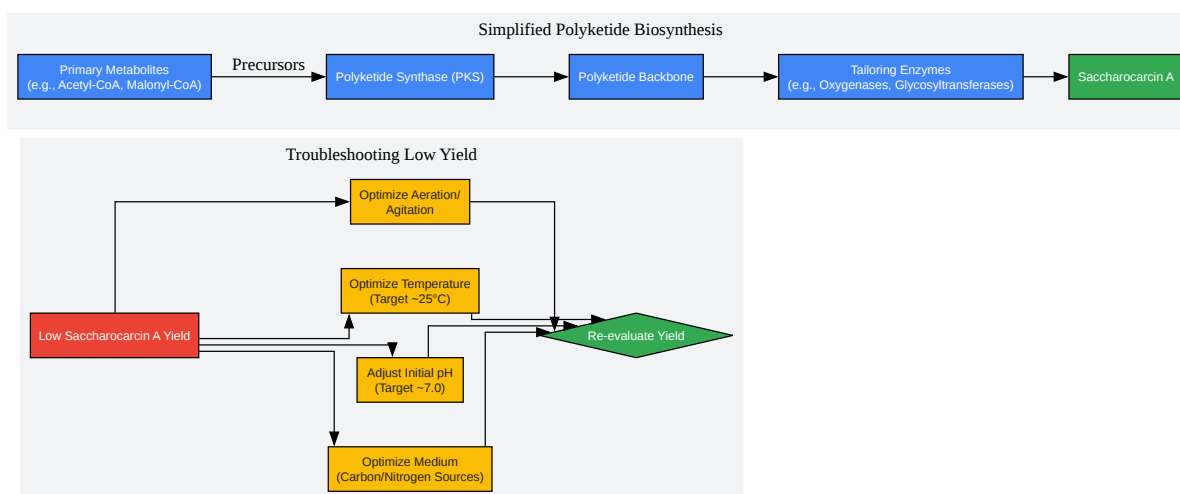 Simplified Polyketide Biosynthesis
Primary Metabolites
(e.g., Acetyl-CoA, Malonyl-CoA)
Precursors
Polyketide Synthase (PKS)
Polyketide Backbone
Tailoring Enzymes
(e.g., Oxygenases, Glycosyltransferases)
Saccharocarcin A
Troubleshooting Low Yield
Optimize Aeration/
Agitation
Optimize Temperature
(Target ~25°C)
Low Saccharocarcin A Yield
Re-evaluate Yield
Adjust Initial pH
(Target ~7.0)
Optimize Medium
(Carbon/Nitrogen Sources)